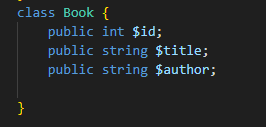 class Book {
    public int $id;
    public string $title;
    public string $author;
}